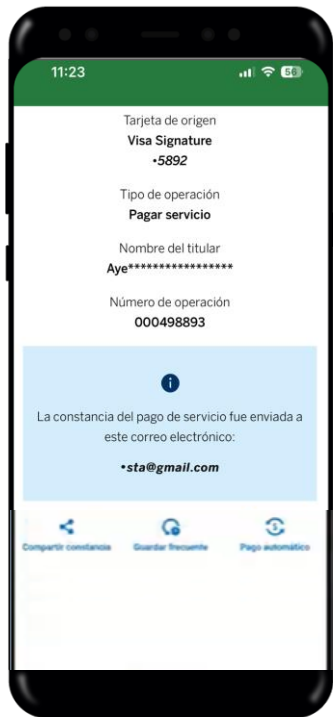 11:23
56
Tarjeta de origen
Visa Signature
•5892
Tipo de operación
Pagar servicio
Nombre del titular
Aye*****************
Número de operación
000498893
La constancia del pago de servicio fue enviada a
este correo electrónico:
•sta@gmail.com
Compartir constancia Guardar frecuente Pago automático